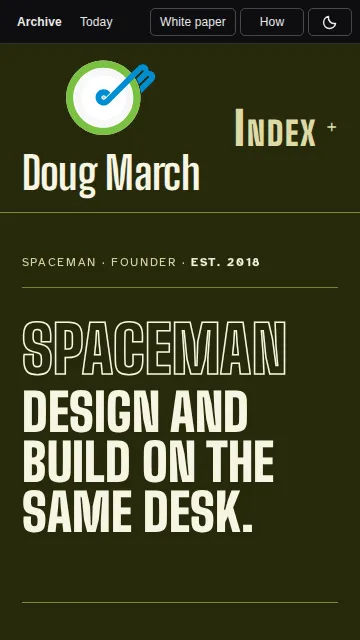 Archive Today White paper How
Index +
Doug March
SPACEMAN · FOUNDER · EST. 2018
SPACEMAN
DESIGN AND
BUILD ON THE
SAME DESK.